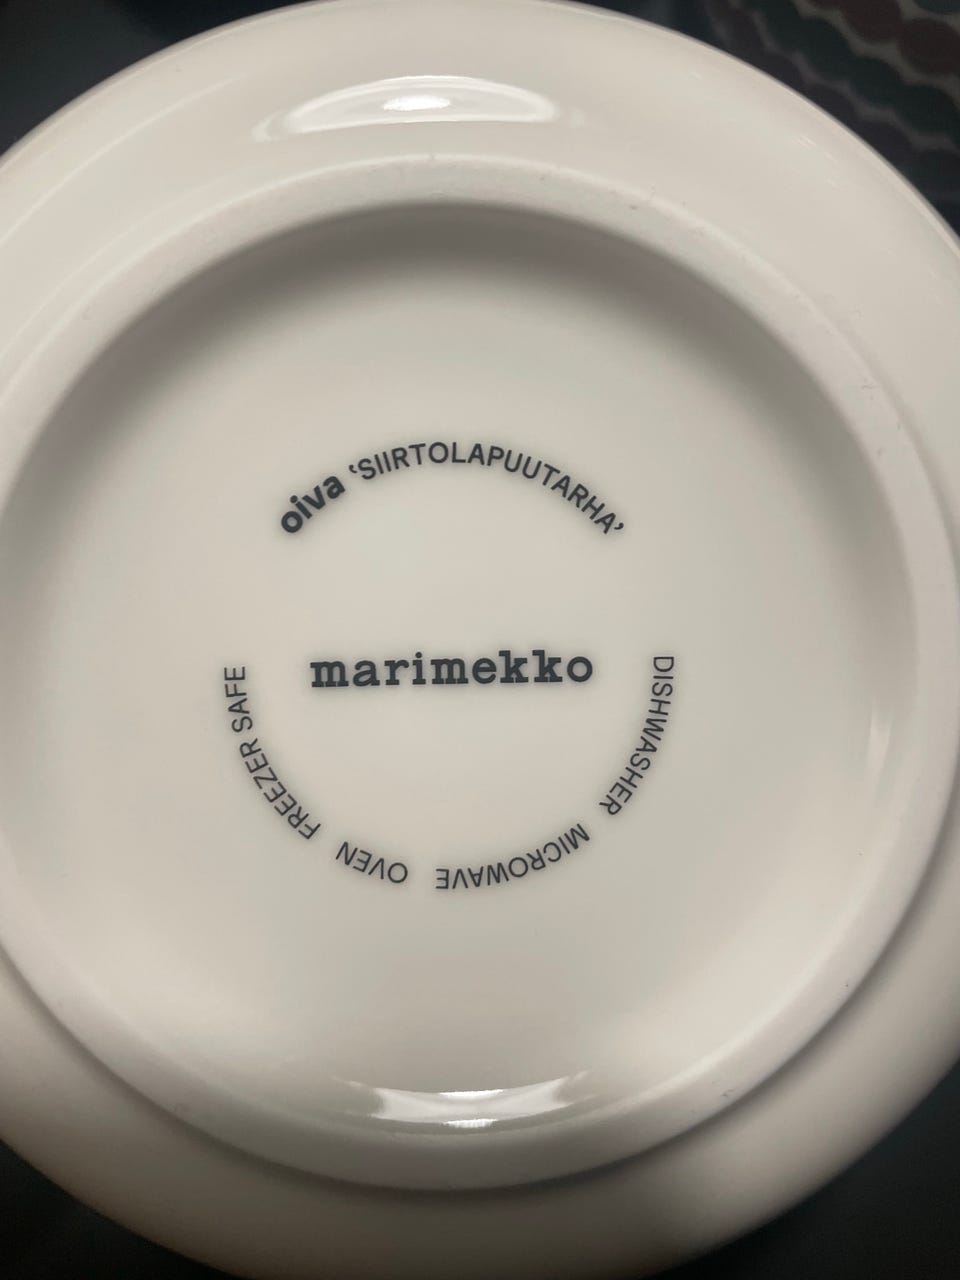 oiva ‘SIIRTOLAPUUTARHA’
marimekko
DISHWASHER MICROWAVE OVEN FREEZER SAFE